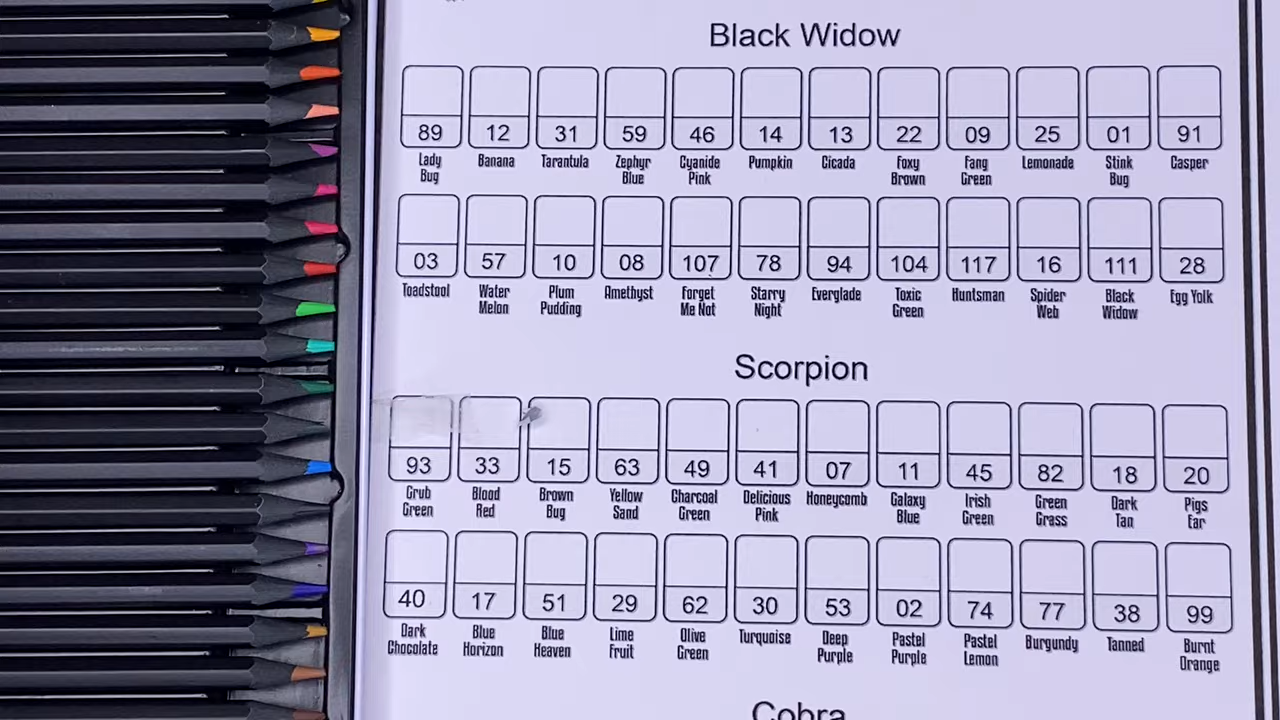 Black Widow
89 12 31 59 46 14 13 22 09 25 01 91
Lady Bug Banana Tarantula Zephyr Blue Cyanide Pink Pumpkin Cicada Foxy Brown Fang Green Lemonade Stink Bug Casper
03 57 10 08 107 78 94 104 117 16 111 28
Toadstool Water Melon Plum Pudding Amethyst Forget Me Not Starry Night Everglade Toxic Green Huntsman Spider Web Black Widow Egg Yolk
Scorpion
93 33 15 63 49 41 07 11 45 82 18 20
Grub Green Blood Red Brown Bug Yellow Sand Charcoal Green Delicious Pink Honeycomb Galaxy Blue Irish Green Green Grass Dark Tan Pigs Ear
40 17 51 29 62 30 53 02 74 77 38 99
Dark Chocolate Blue Horizon Blue Heaven Lime Fruit Olive Green Turquoise Deep Purple Pastel Purple Pastel Lemon Burgundy Tanned Burnt Orange
Cobra